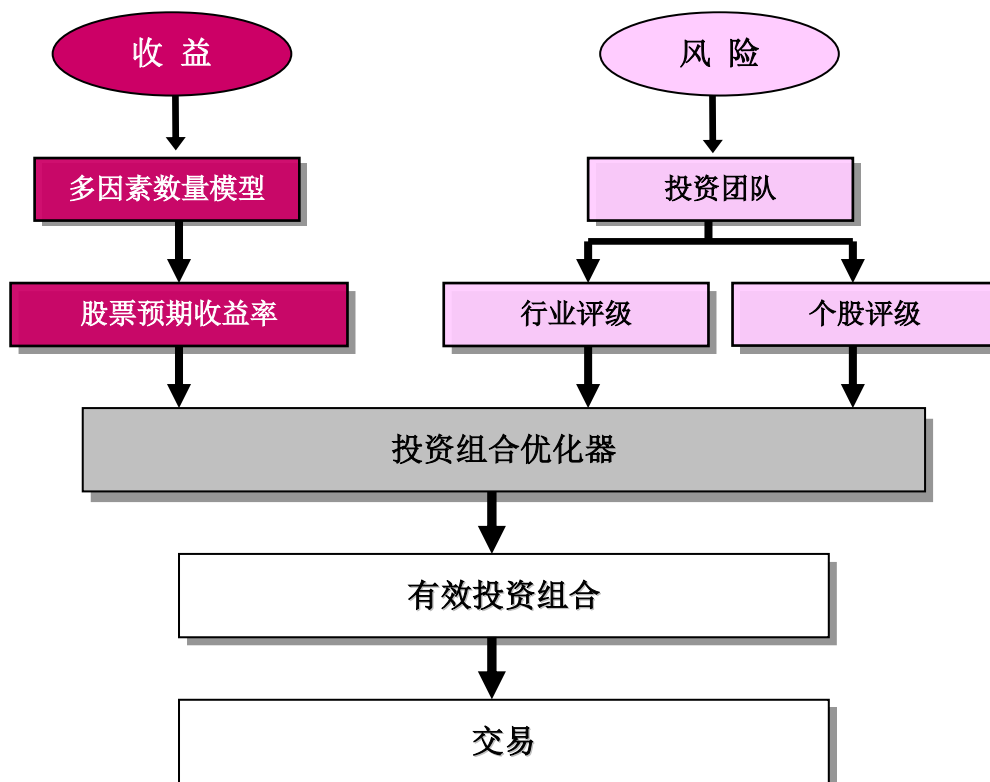 收 益
风 险
多因素数量模型
投资团队
股票预期收益率
行业评级
个股评级
投资组合优化器
有效投资组合
交易